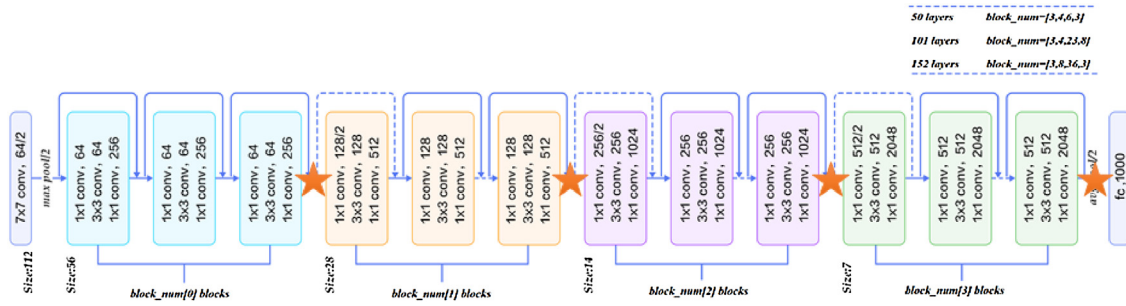 50 layers block_num=[3,4,6,3]
101 layers block_num=[3,4,23,8]
152 layers block_num=[3,8,36,3]
7x7 conv, 64/2
max pool/2
1x1 conv, 64
3x3 conv, 64
1x1 conv, 256
1x1 conv, 64
3x3 conv, 64
1x1 conv, 256
1x1 conv, 64
3x3 conv, 64
1x1 conv, 256
1x1 conv, 128/2
3x3 conv, 128
1x1 conv, 512
1x1 conv, 128
3x3 conv, 128
1x1 conv, 512
1x1 conv, 128
3x3 conv, 128
1x1 conv, 512
1x1 conv, 256/2
3x3 conv, 256
1x1 conv, 1024
1x1 conv, 256
3x3 conv, 256
1x1 conv, 1024
1x1 conv, 256
3x3 conv, 256
1x1 conv, 1024
1x1 conv, 512/2
3x3 conv, 512
1x1 conv, 2048
1x1 conv, 512
3x3 conv, 512
1x1 conv, 2048
1x1 conv, 512
3x3 conv, 512
1x1 conv, 2048
fc, 1000
Size:112
Size:56
Size:28
Size:14
Size:7
block_num[0] blocks
block_num[1] blocks
block_num[2] blocks
block_num[3] blocks